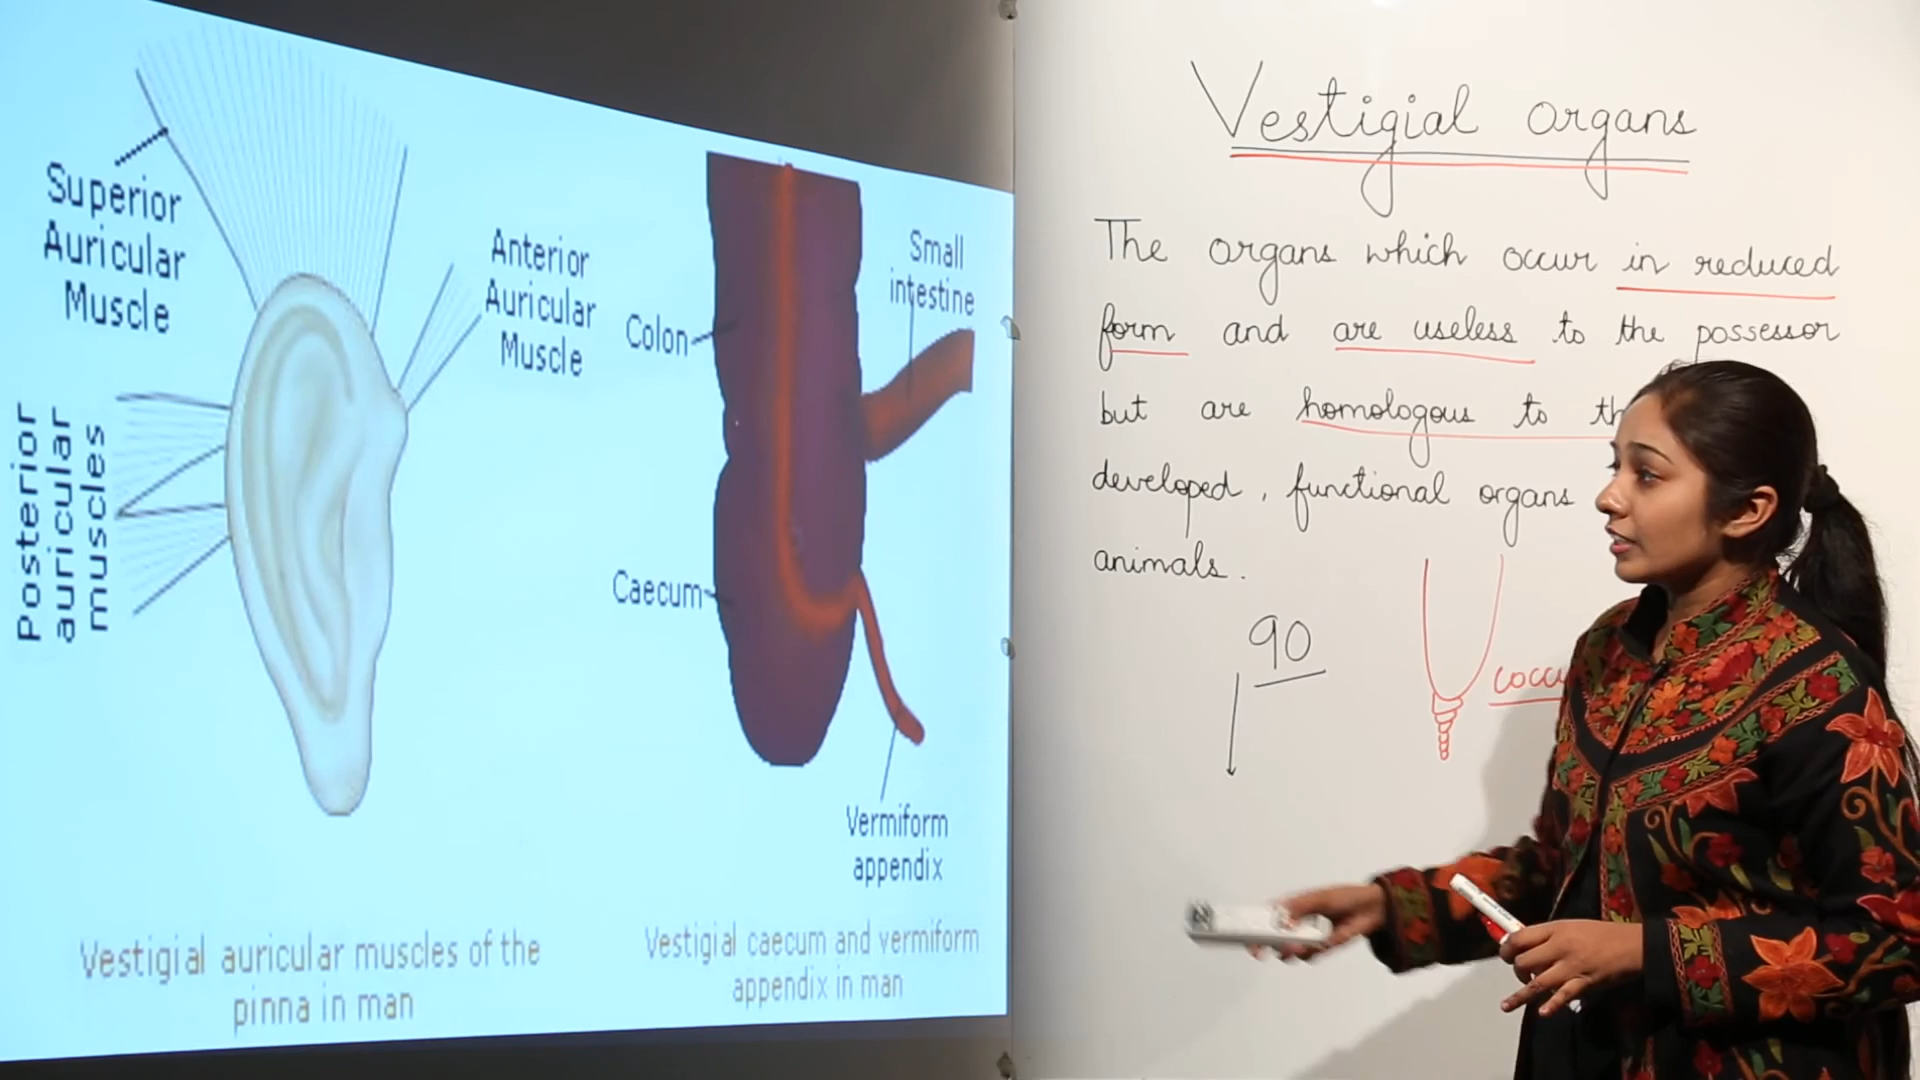 Superior
Auricular
Muscle
Anterior
Auricular
Muscle
Posterior
auricular
muscles
Vestigial auricular muscles of the
pinna in man
Colon
Small
intestine
Caecum
Vermiform
appendix
Vestigial caecum and vermiform
appendix in man
Vestigial organs
The organs which occur in reduced
form and are useless to the possessor
but are homologous to
developed, functional organs
animals.
90